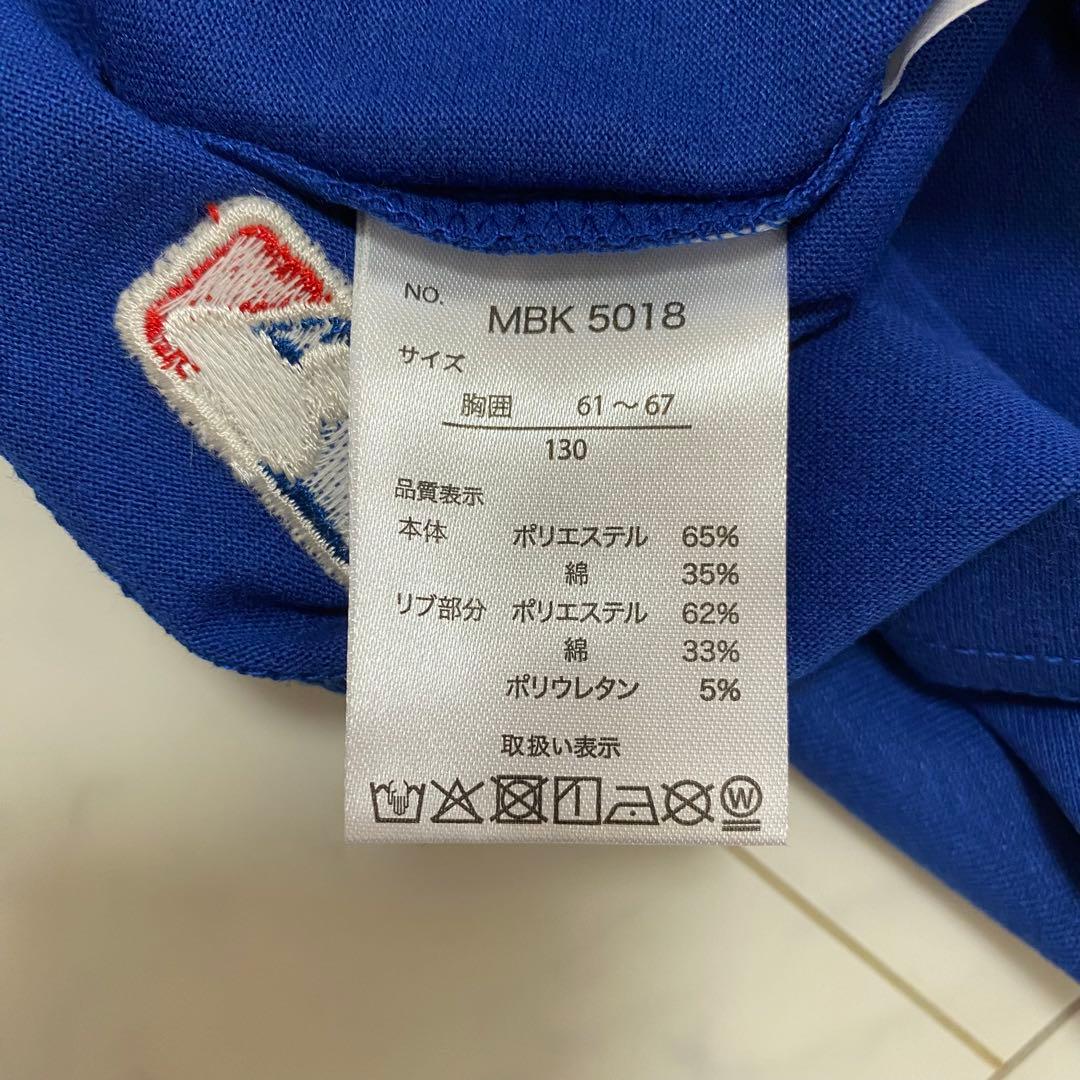 NO.
MBK 5018
サイズ
胸囲 61～67
130
品質表示
本体 ポリエステル 65%
綿 35%
リブ部分 ポリエステル 62%
綿 33%
ポリウレタン 5%
取扱い表示
W